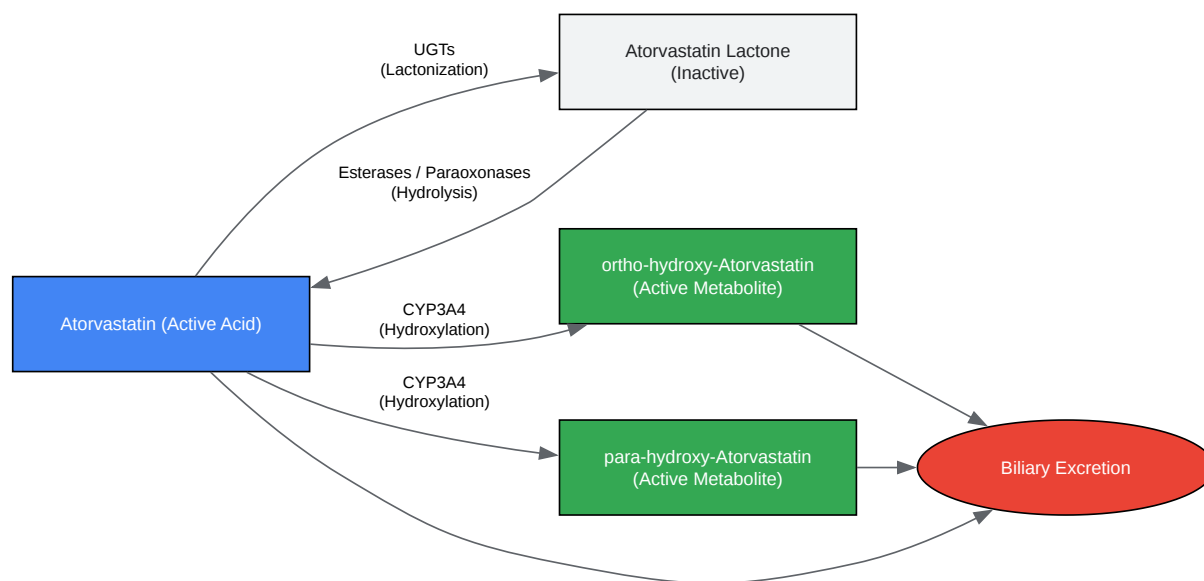 UGTs
(Lactonization)
Atorvastatin Lactone
(Inactive)
Esterases / Paraoxonases
(Hydrolysis)
ortho-hydroxy-Atorvastatin
(Active Metabolite)
Atorvastatin (Active Acid)
CYP3A4
(Hydroxylation)
CYP3A4
(Hydroxylation)
para-hydroxy-Atorvastatin
(Active Metabolite)
Biliary Excretion